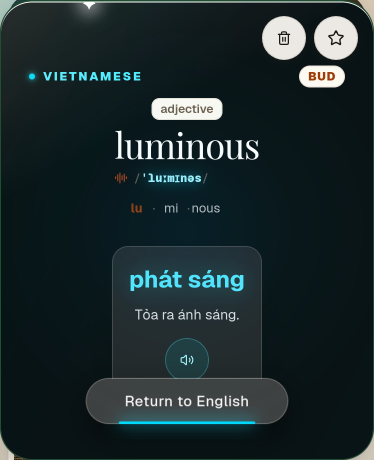 VIETNAMESE
BUD
adjective
luminous
/ˈluːmɪnəs/
lu · mi · nous
phát sáng
Tỏa ra ánh sáng.
Return to English